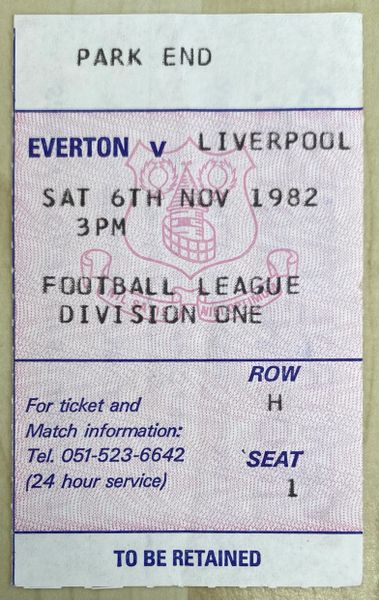 PARK END
EVERTON v LIVERPOOL
SAT 6TH NOV 1982
3PM
FOOTBALL LEAGUE
DIVISION ONE
ROW
H
For ticket and
Match information:
Tel. 051-523-6642
(24 hour service)
SEAT
1
TO BE RETAINED